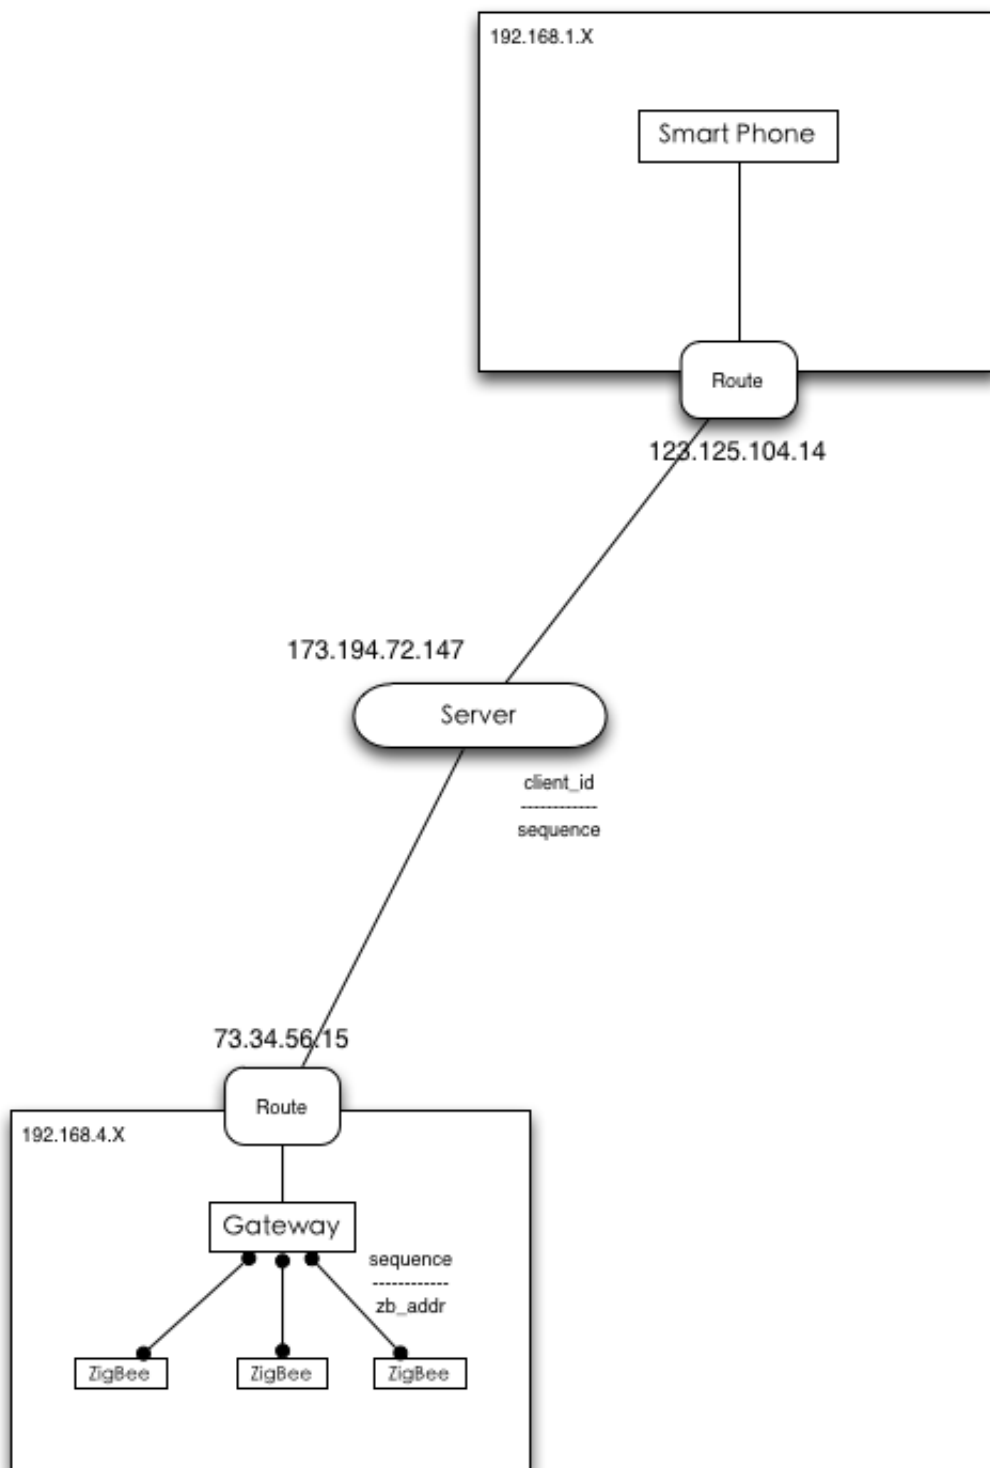 192.168.1.X
Smart Phone
Route
123.125.104.14
173.194.72.147
Server
client_id
------------
sequence
73.34.56.15
Route
192.168.4.X
Gateway
sequence
------------
zb_addr
ZigBee
ZigBee
ZigBee